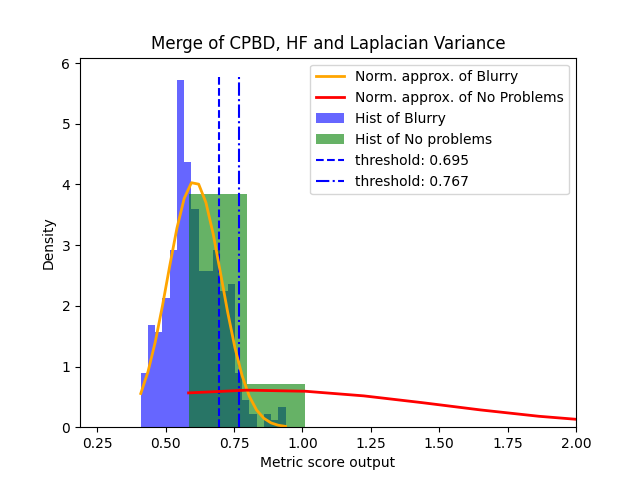 Merge of CPBD, HF and Laplacian Variance
Norm. approx. of Blurry
Norm. approx. of No Problems
Hist of Blurry
Hist of No problems
threshold: 0.695
threshold: 0.767
Density
6
5
4
3
2
1
0
0.25 0.50 0.75 1.00 1.25 1.50 1.75 2.00
Metric score output